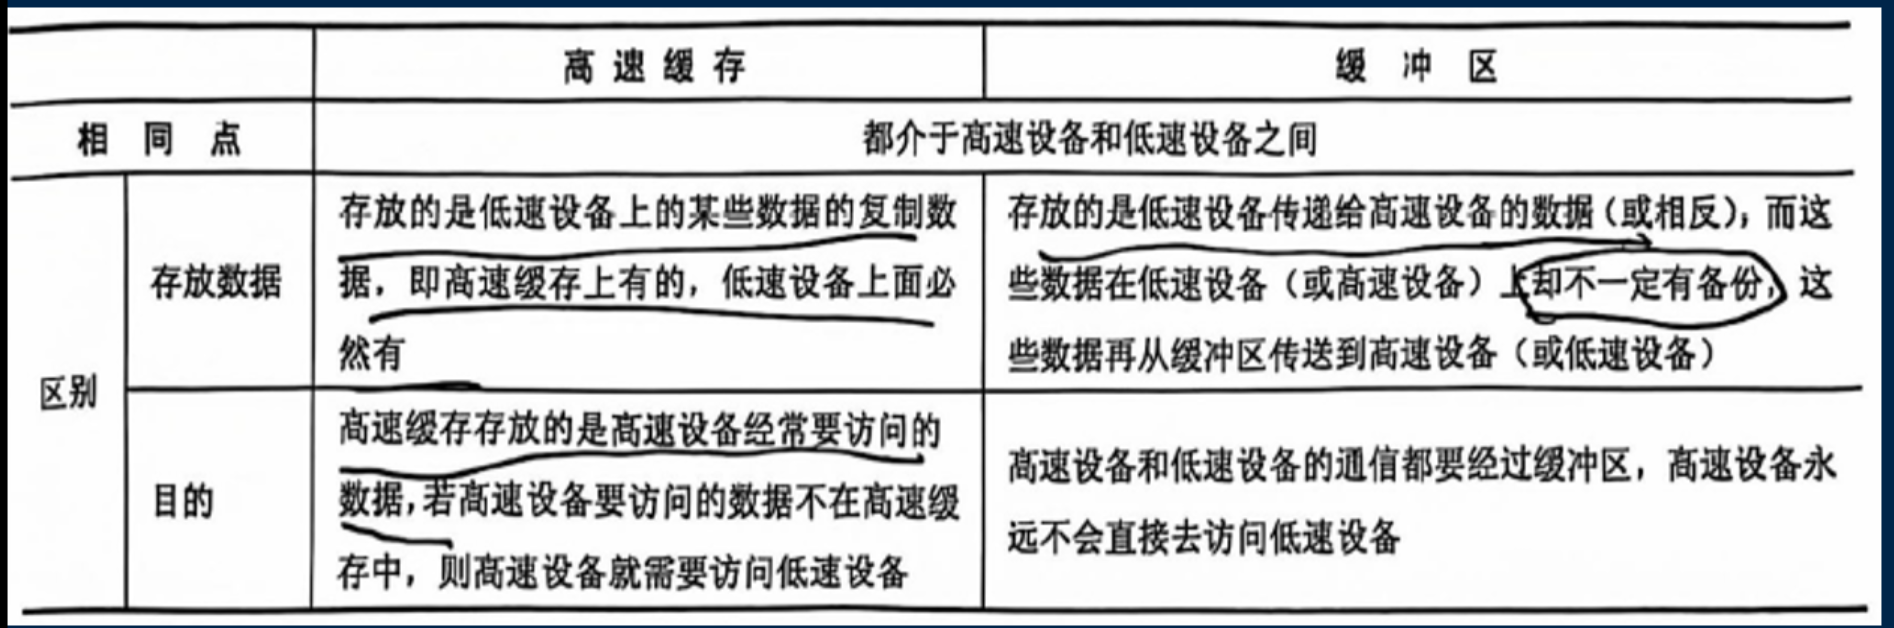 高速缓存 缓冲区
相同点 都介于高速设备和低速设备之间
区别
存放数据
存放的是低速设备上的某些数据的复制数
据，即高速缓存上有的，低速设备上面必
然有
存放的是低速设备传递给高速设备的数据（或相反），而这
些数据在低速设备（或高速设备）上却不一定有备份，这
些数据再从缓冲区传送到高速设备（或低速设备）
目的
高速缓存存放的是高速设备经常要访问的
数据，若高速设备要访问的数据不在高速缓
存中，则高速设备就需要访问低速设备
高速设备和低速设备的通信都要经过缓冲区，高速设备永
远不会直接去访问低速设备